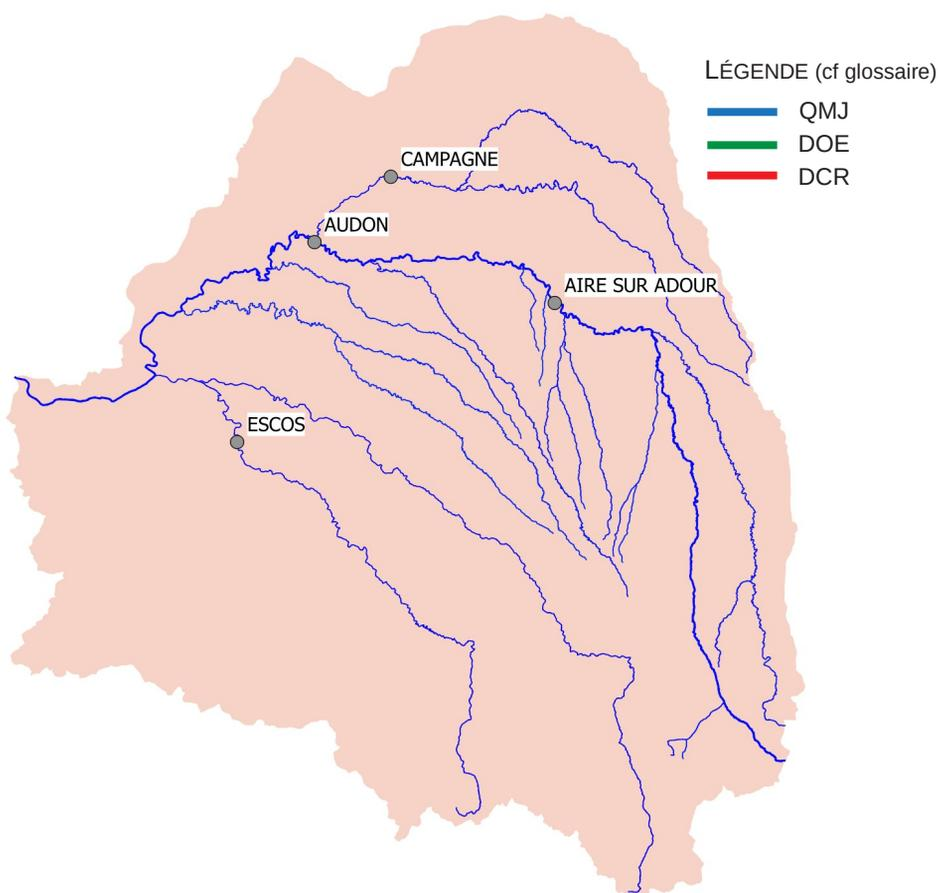 LÉGENDE (cf glossaire)
QMJ
DOE
DCR
CAMPAGNE
AUDON
AIRE SUR ADOUR
ESCOS